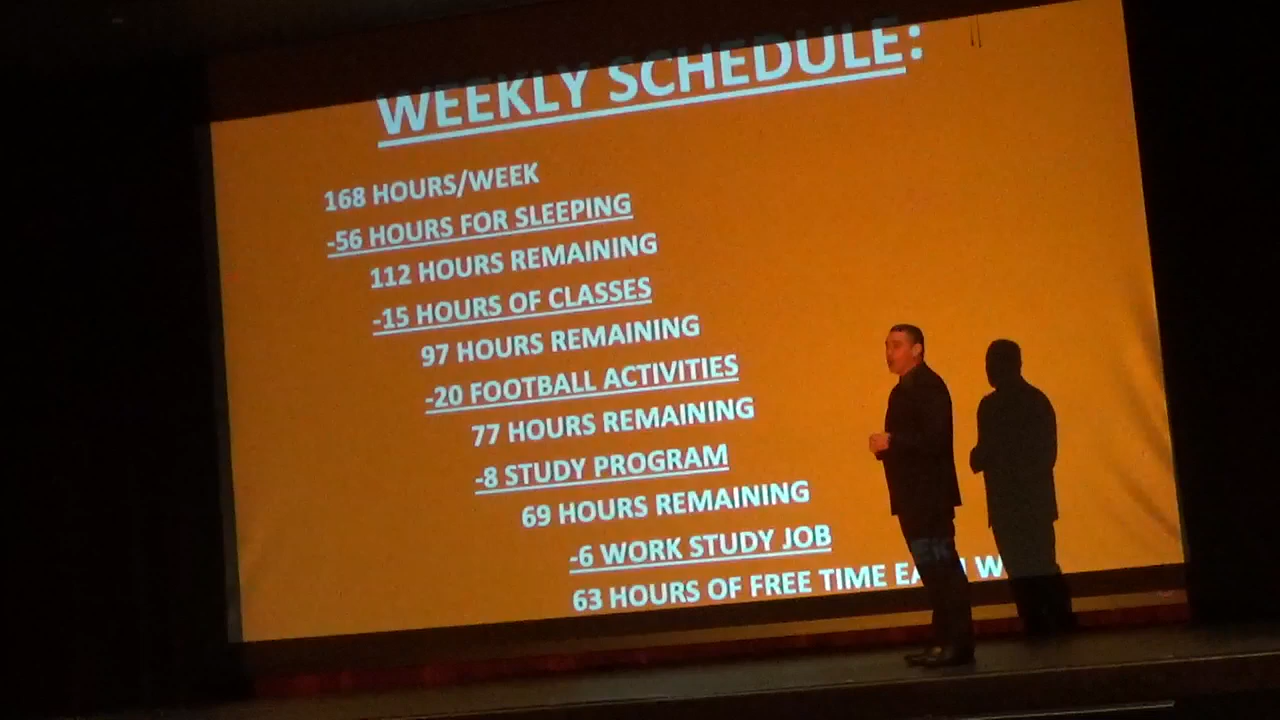 WEEKLY SCHEDULE:
168 HOURS/WEEK
-56 HOURS FOR SLEEPING
112 HOURS REMAINING
-15 HOURS OF CLASSES
97 HOURS REMAINING
-20 FOOTBALL ACTIVITIES
77 HOURS REMAINING
-8 STUDY PROGRAM
69 HOURS REMAINING
-6 WORK STUDY JOB
63 HOURS OF FREE TIME